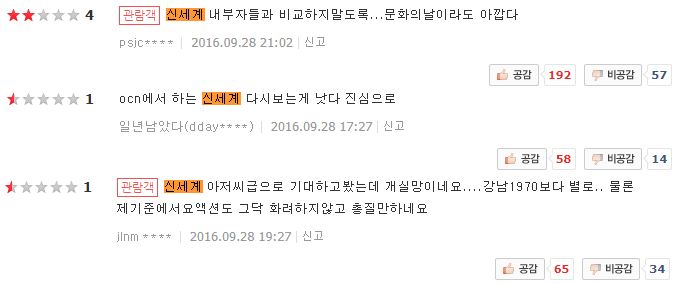 4 관람객 신세계 내부자들과 비교하지말도록...문화의날이라도 아깝다
psjc**** 2016.09.28 21:02 신고
공감 192 비공감 57
1 ocn에서 하는 신세계 다시보는게 낫다 진심으로
일년남았다(dday****) 2016.09.28 17:27 신고
공감 58 비공감 14
1 관람객 신세계 아저씨급으로 기대하고봤는데 개실망이네요....강남1970보다 별로.. 물론
제기준에서요액션도 그닥 화려하지않고 총질만하네요
jlnm **** 2016.09.28 19:27 신고
공감 65 비공감 34